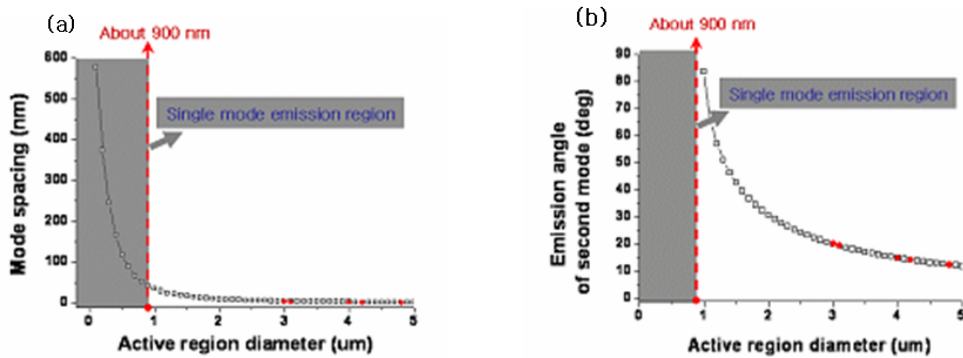 (a)
About 900 nm
600
500
400
300
200
100
0
Mode spacing (nm)
Single mode emission region
0 1 2 3 4 5
Active region diameter (um)
(b)
About 900 nm
90
80
70
60
50
40
30
20
10
0
Emission angle
of second mode (deg)
Single mode emission region
0 1 2 3 4 5
Active region diameter (um)